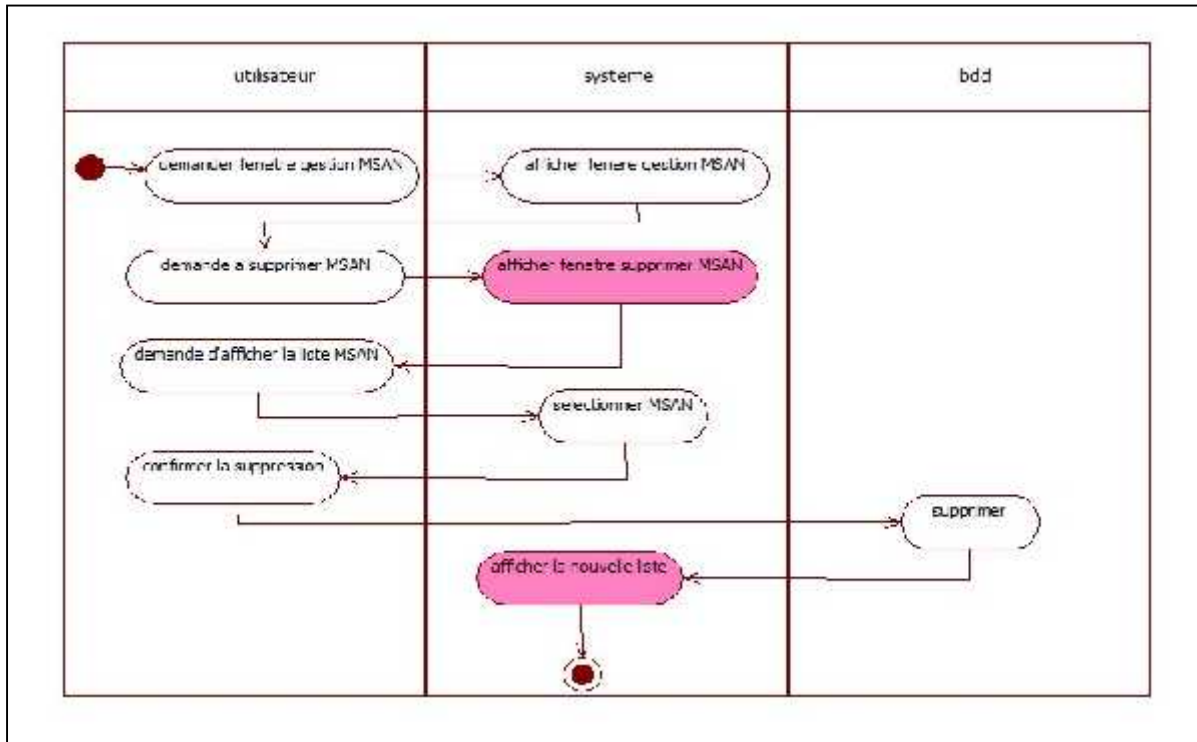 utilisateur
systeme
bdd
demander fenetre gestion MSAN
afficher fenere gestion MSAN
demande a supprimer MSAN
afficher fenetre supprimer MSAN
demande d'afficher la liste MSAN
selectionner MSAN
confirmer la suppression
supprimer
afficher la nouvelle liste